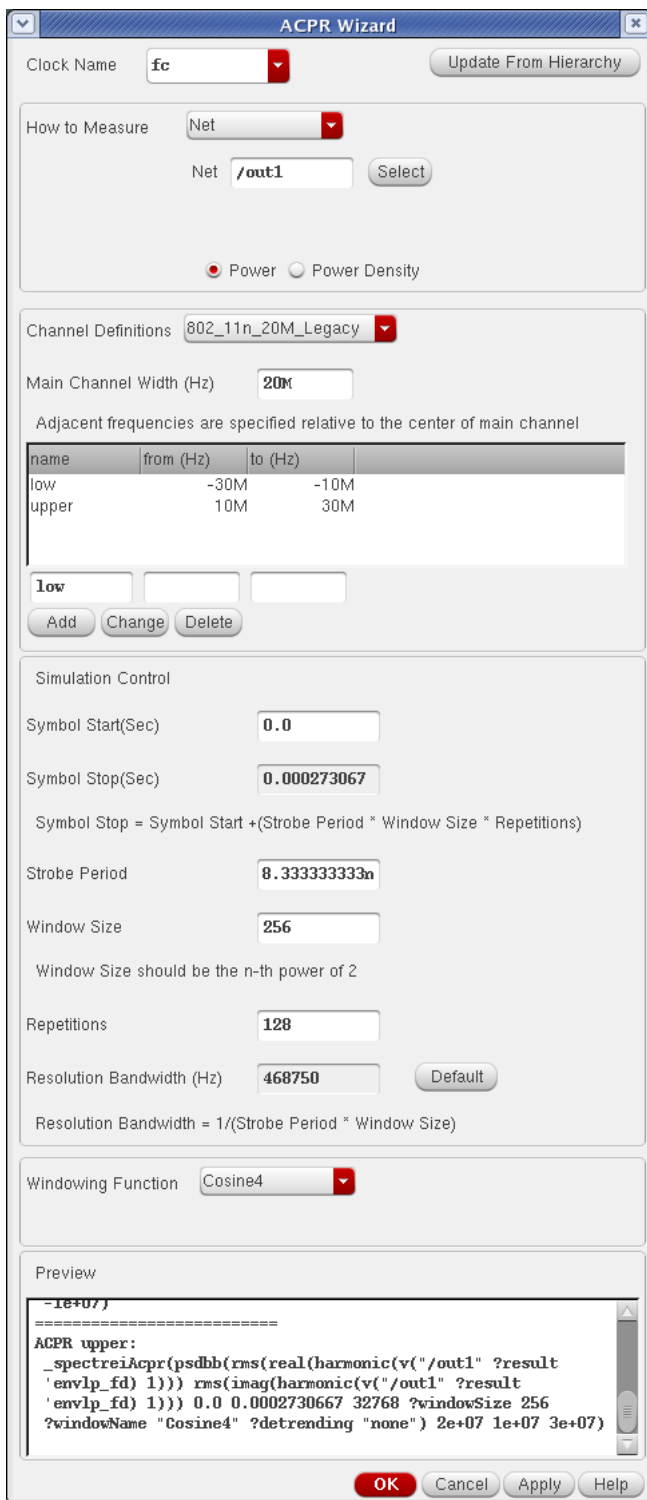 ACPR Wizard
Clock Name fc Update From Hierarchy
How to Measure Net
Net /out1 Select
Power Power Density
Channel Definitions 802_11n_20M_Legacy
Main Channel Width (Hz) 20M
Adjacent frequencies are specified relative to the center of main channel
name from (Hz) to (Hz)
low -30M -10M
upper 10M 30M
low
Add Change Delete
Simulation Control
Symbol Start(Sec) 0.0
Symbol Stop(Sec) 0.000273067
Symbol Stop = Symbol Start +(Strobe Period * Window Size * Repetitions)
Strobe Period 8.333333333n
Window Size 256
Window Size should be the n-th power of 2
Repetitions 128
Resolution Bandwidth (Hz) 468750 Default
Resolution Bandwidth = 1/(Strobe Period * Window Size)
Windowing Function Cosine4
Preview
-1e+07)
===========================
ACPR upper:
_spectreiAcpr(psdbb(rms(real(harmonic(v("/out1" ?result
'envlp_fd) 1))) rms(imag(harmonic(v("/out1" ?result
'envlp_fd) 1))) 0.0 0.0002730667 32768 ?windowSize 256
?windowName "Cosine4" ?detrending "none") 2e+07 1e+07 3e+07)
OK Cancel Apply Help